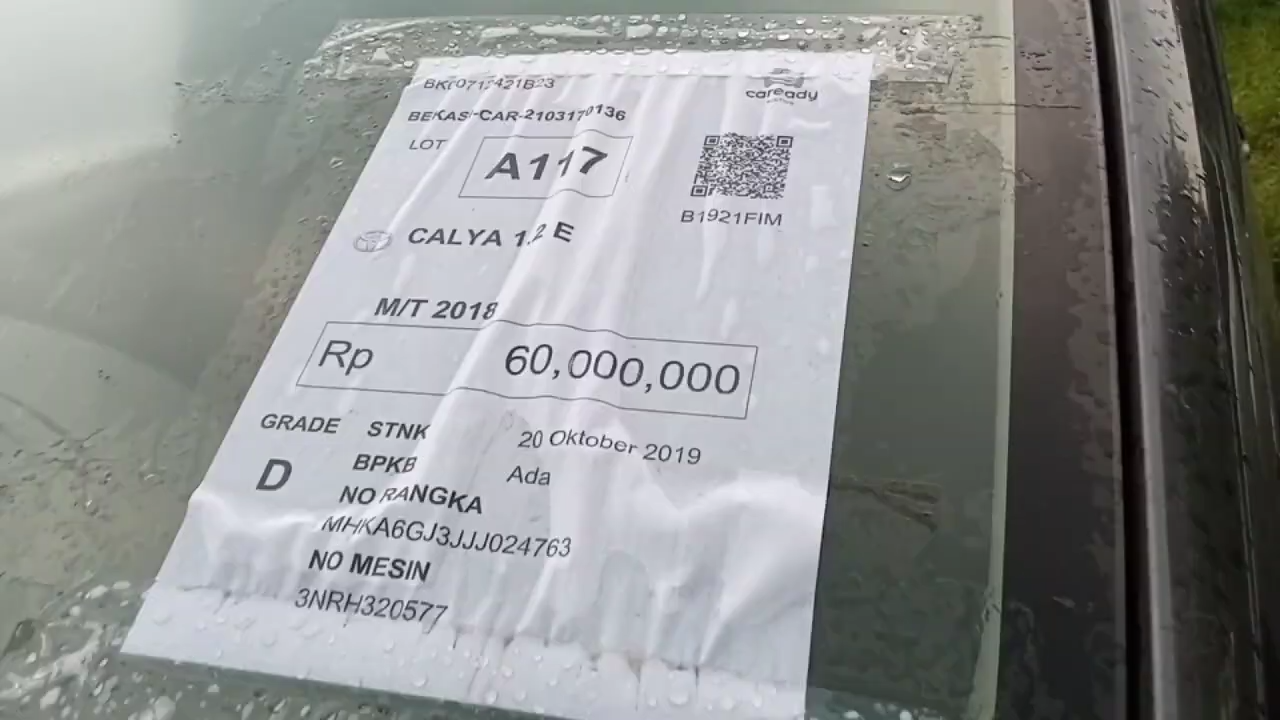 BEKASI-CAR-2103170136
caready
LOT
A117
B1921FIM
CALYA 1.2 E
M/T 2018
Rp 60,000,000
GRADE STNK 20 Oktober 2019
D BPKB Ada
NO RANGKA
MHKA6GJ3JJJ024763
NO MESIN
3NRH320577